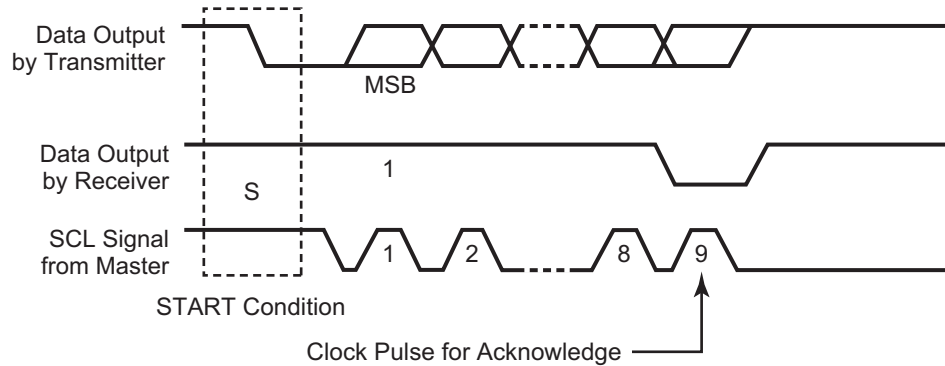 Data Output
by Transmitter
MSB
Data Output
by Receiver
1
S
SCL Signal
from Master
1 2 8 9
START Condition
Clock Pulse for Acknowledge